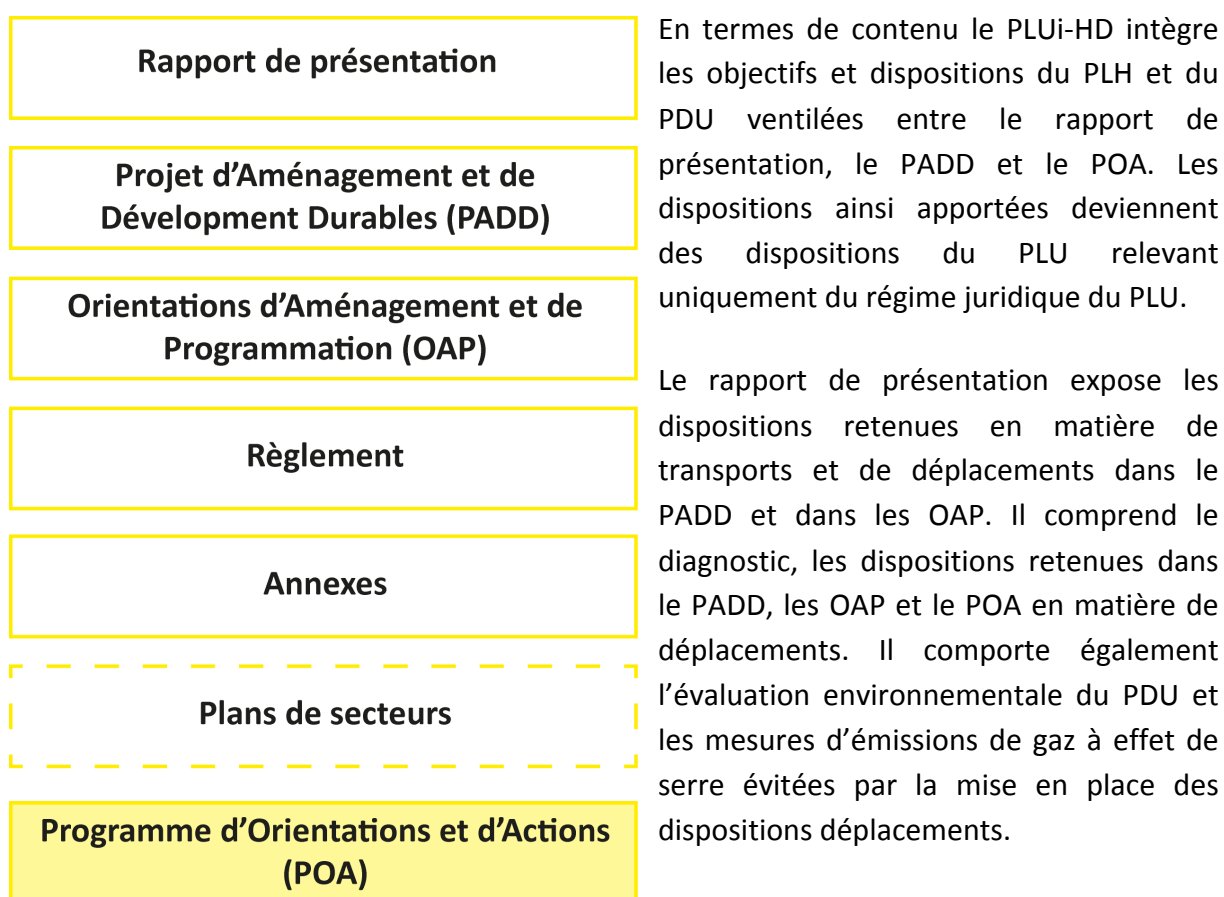 Rapport de présentation
Projet d'Aménagement et de
Dévelopment Durables (PADD)
Orientations d'Aménagement et de
Programmation (OAP)
Règlement
Annexes
Plans de secteurs
Programme d'Orientations et d'Actions
(POA)
En termes de contenu le PLUi-HD intègre
les objectifs et dispositions du PLH et du
PDU ventilées entre le rapport de
présentation, le PADD et le POA. Les
dispositions ainsi apportées deviennent
des dispositions du PLU relevant
uniquement du régime juridique du PLU.
Le rapport de présentation expose les
dispositions retenues en matière de
transports et de déplacements dans le
PADD et dans les OAP. Il comprend le
diagnostic, les dispositions retenues dans
le PADD, les OAP et le POA en matière de
déplacements. Il comporte également
l’évaluation environnementale du PDU et
les mesures d’émissions de gaz à effet de
serre évitées par la mise en place des
dispositions déplacements.